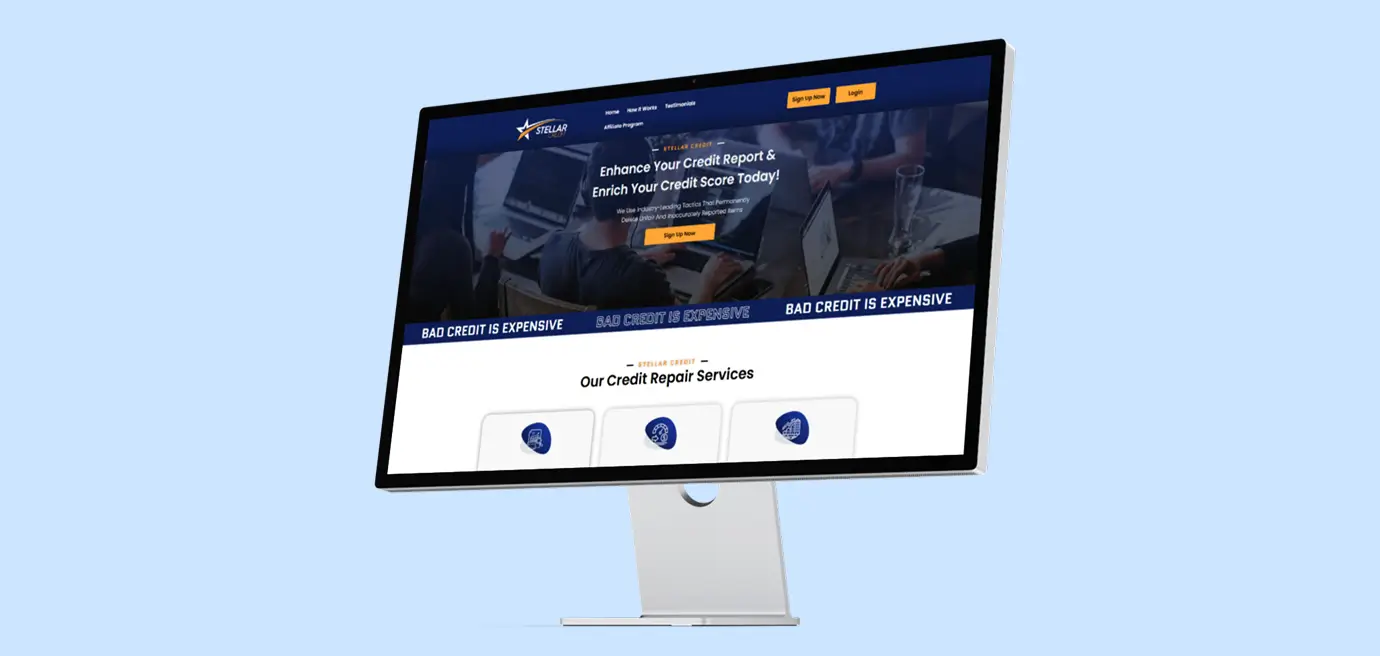 Home How It Works Testimonials
Affiliate Program
Sign Up Now Login
STELLAR
STELLAR CREDIT
Enhance Your Credit Report &
Enrich Your Credit Score Today!
We Use Industry-Leading Tactics That Permanently
Delete Unfair And Inaccurately Reported Items
Sign Up Now
BAD CREDIT IS EXPENSIVE BAD CREDIT IS EXPENSIVE BAD CREDIT IS EXPENSIVE
STELLAR CREDIT
Our Credit Repair Services